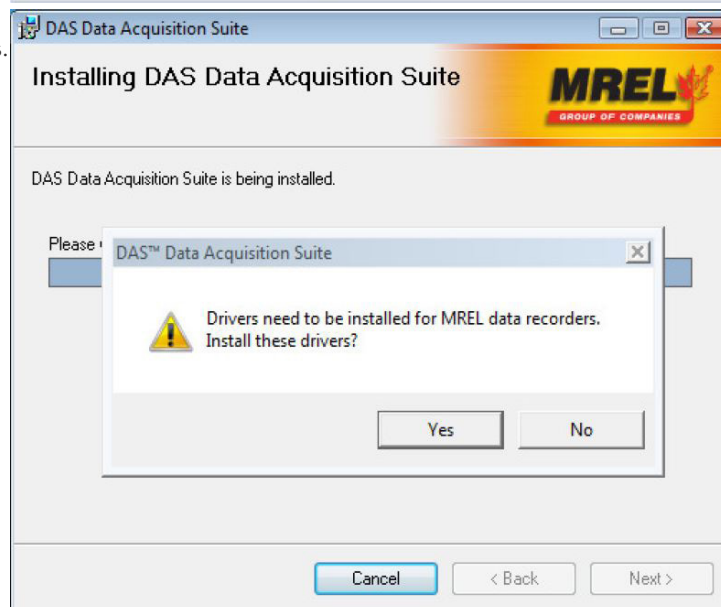 DAS Data Acquisition Suite
Installing DAS Data Acquisition Suite
MREL
GROUP OF COMPANIES
DAS Data Acquisition Suite is being installed.
Please
DAS™ Data Acquisition Suite
Drivers need to be installed for MREL data recorders.
Install these drivers?
Yes No
Cancel < Back Next >